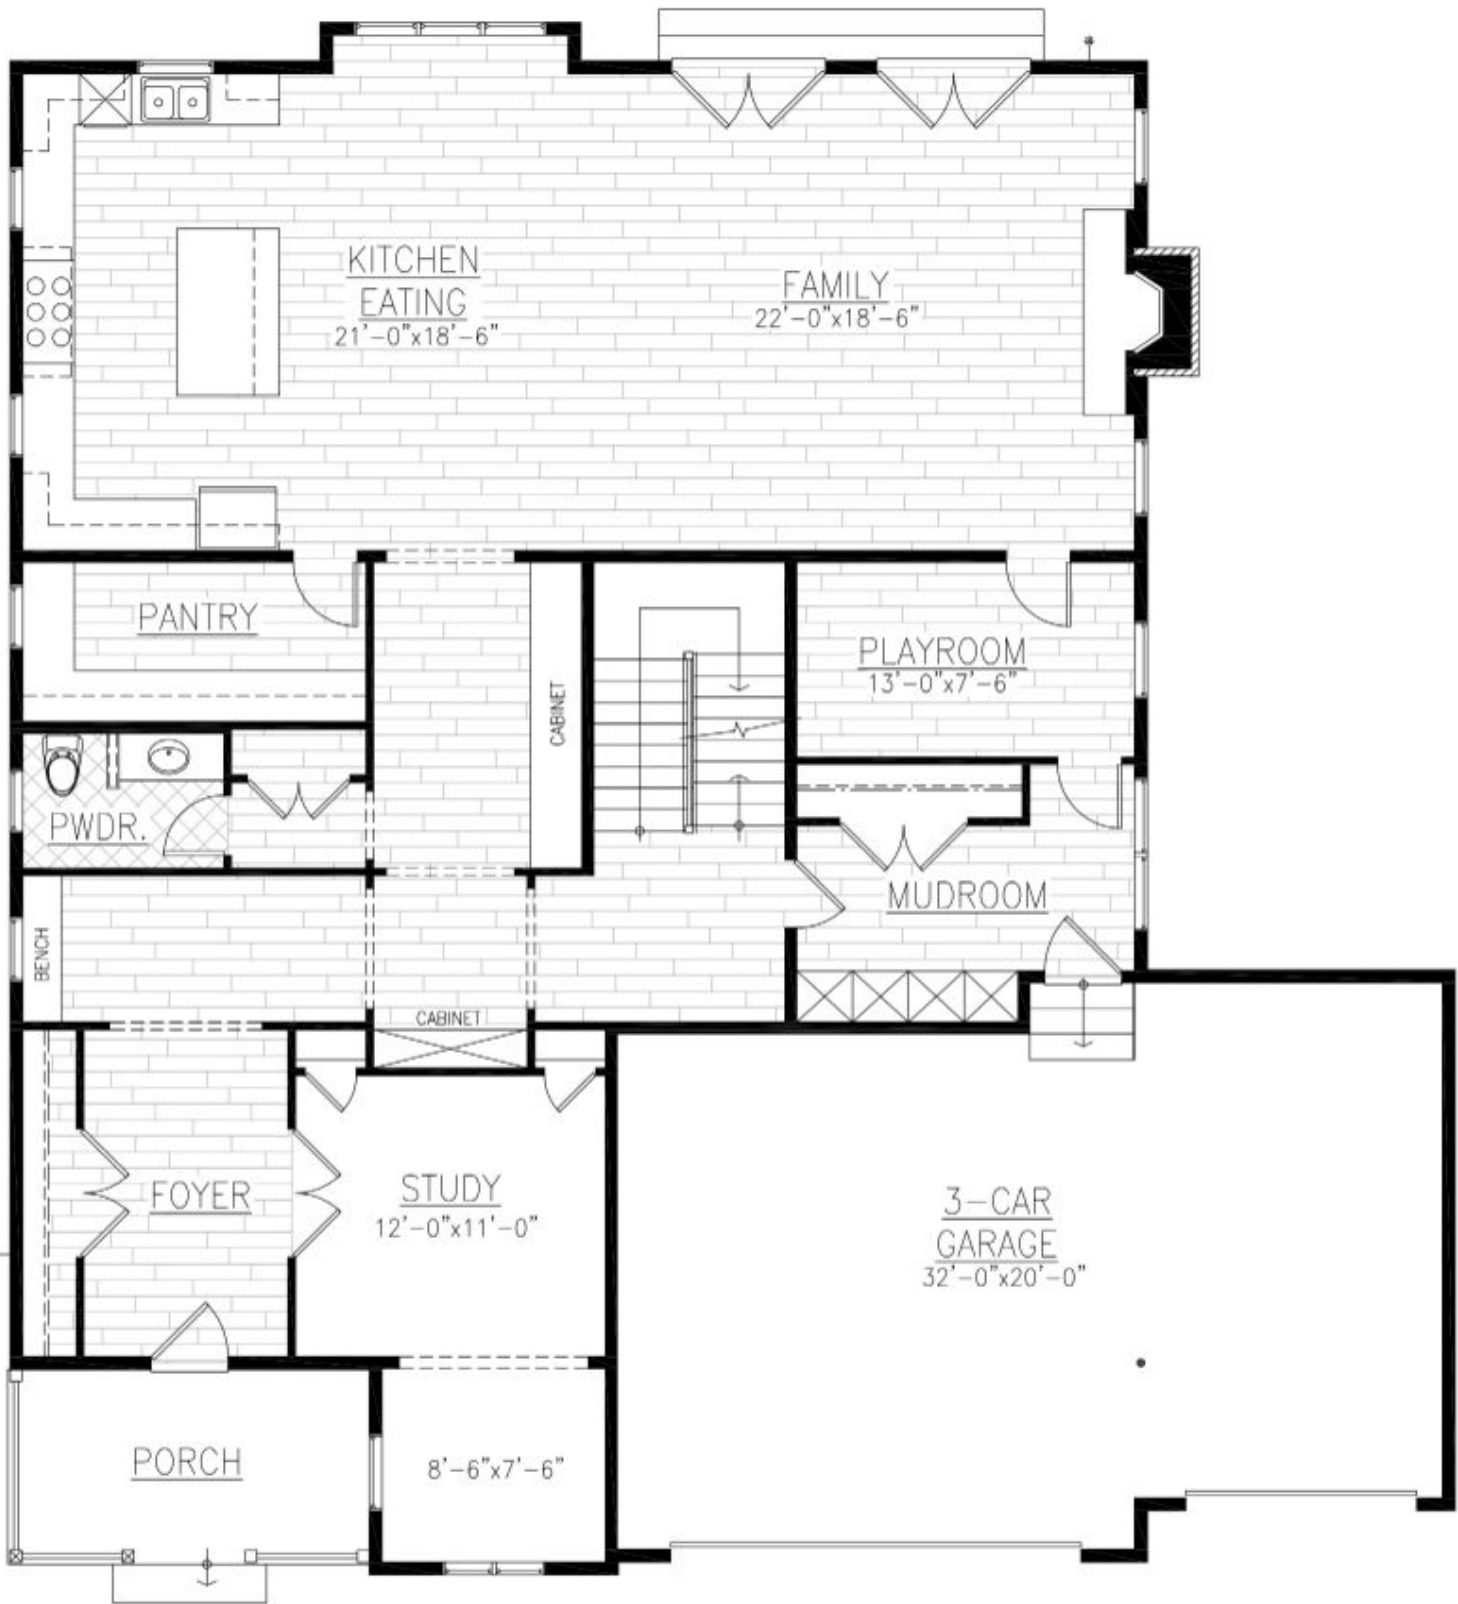 KITCHEN
EATING
21'-0"x18'-6"
FAMILY
22'-0"x18'-6"
PANTRY
CABINET
PLAYROOM
13'-0"x7'-6"
PWDR.
MUDROOM
BENCH
CABINET
FOYER
STUDY
12'-0"x11'-0"
3-CAR
GARAGE
32'-0"x20'-0"
PORCH
8'-6"x7'-6"